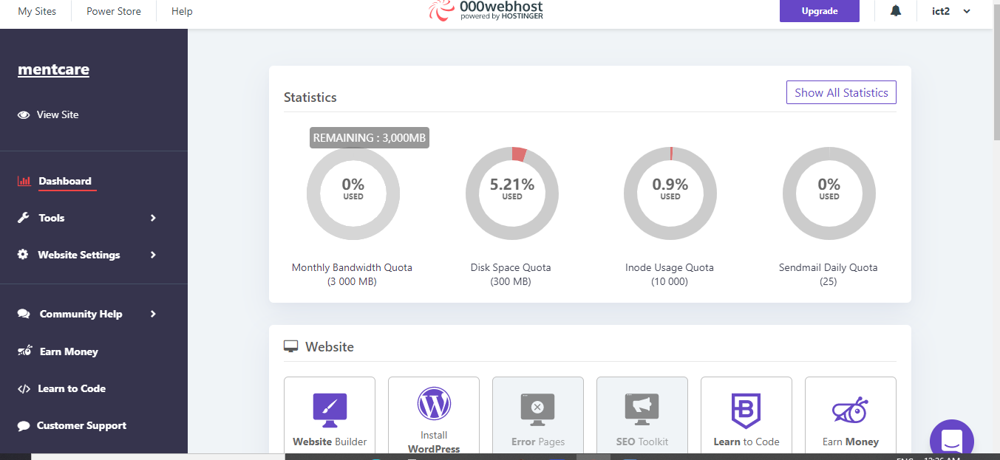 My Sites
Power Store
Help
000webhost
powered by HOSTINGER
Upgrade
ict2
mentcare
View Site
Dashboard
Tools
Website Settings
Community Help
Earn Money
Learn to Code
Customer Support
Statistics
Show All Statistics
REMAINING : 3,000MB
0%
USED
5.21%
USED
0.9%
USED
0%
USED
Monthly Bandwidth Quota
(3 000 MB)
Disk Space Quota
(300 MB)
Inode Usage Quota
(10 000)
Sendmail Daily Quota
(25)
Website
Website Builder
Install
WordPress
Error Pages
SEO Toolkit
Learn to Code
Earn Money